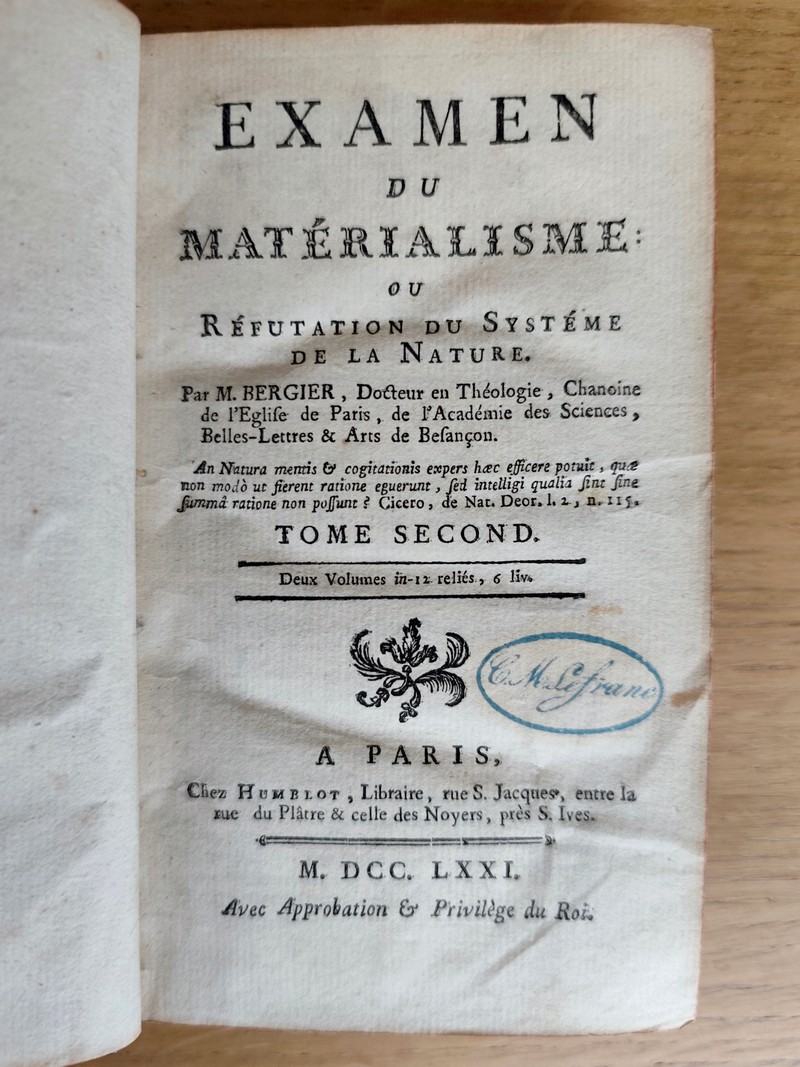 EXAMEN
DU
MATÉRIALISME:
OU
RÉFUTATION DU SYSTÉME
DE LA NATURE.
Par M. BERGIER, Docteur en Théologie, Chanoine
de l'Egliſe de Paris, de l'Académie des Sciences,
Belles-Lettres & Arts de Beſançon.
An Natura mentis & cogitationis expers hæc efficere potuit, quæ
non modò ut fierent ratione eguerunt, ſed intelligi qualia ſint ſine
ſummâ ratione non poſſunt? Cicero, de Nat. Deor. l. 2, n. 115.
TOME SECOND.
Deux Volumes in-12 reliés, 6 liv.
C. M. Lefranc
A PARIS,
Chez HUMBLOT, Libraire, rue S. Jacques, entre la
rue du Plâtre & celle des Noyers, près S. Ives.
M. DCC. LXXI.
Avec Approbation & Privilège du Roi.